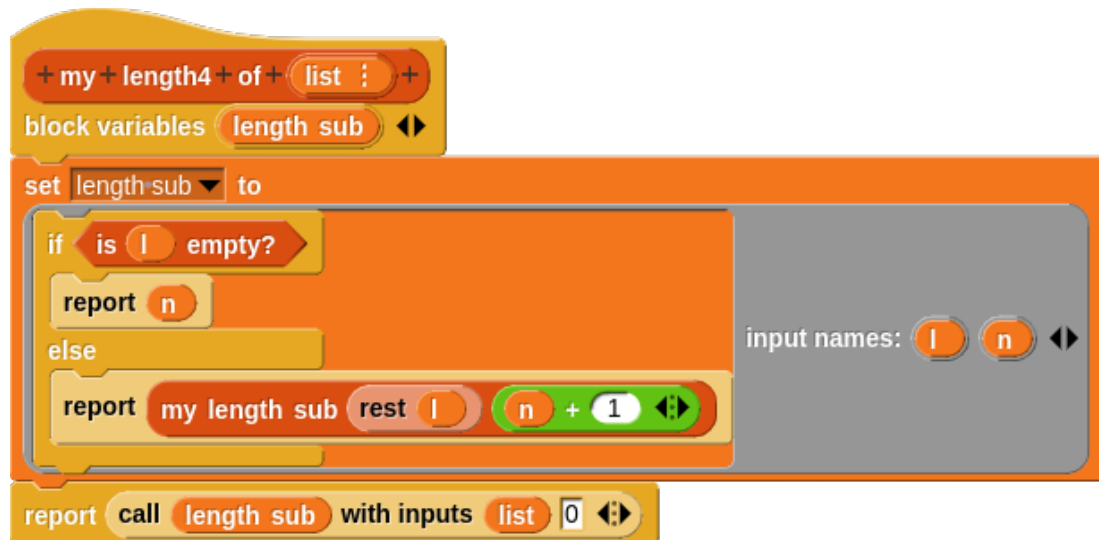 + my + length4 + of + list ⋮ +
block variables length sub
set length sub to
if is l empty?
report n
else
input names: l n
report my length sub rest l n + 1
report call length sub with inputs list 0